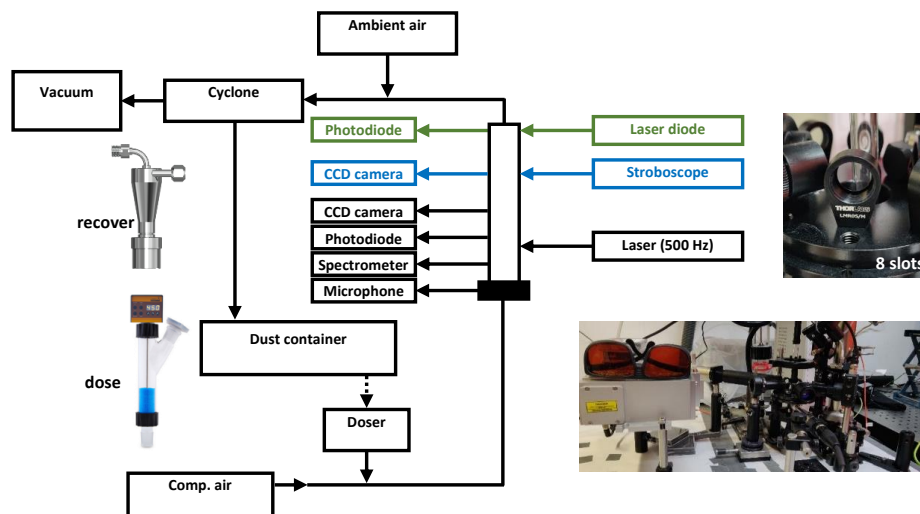 Ambient air
Vacuum
Cyclone
Photodiode
Laser diode
CCD camera
Stroboscope
CCD camera
Photodiode
Laser (500 Hz)
Spectrometer
Microphone
recover
THORLABS
LMR05/M
8 slots
Dust container
dose
Doser
Comp. air